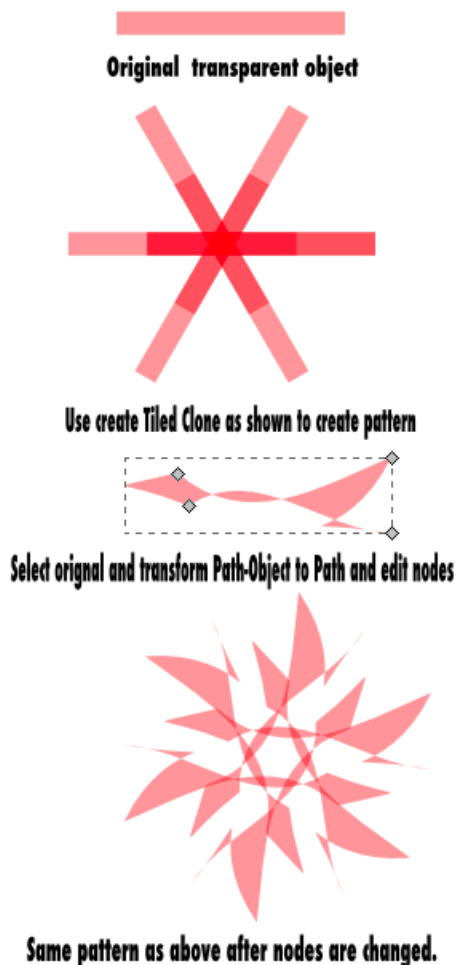 Original transparent object
Use create Tiled Clone as shown to create pattern
Select orignal and transform Path-Object to Path and edit nodes
Same pattern as above after nodes are changed.